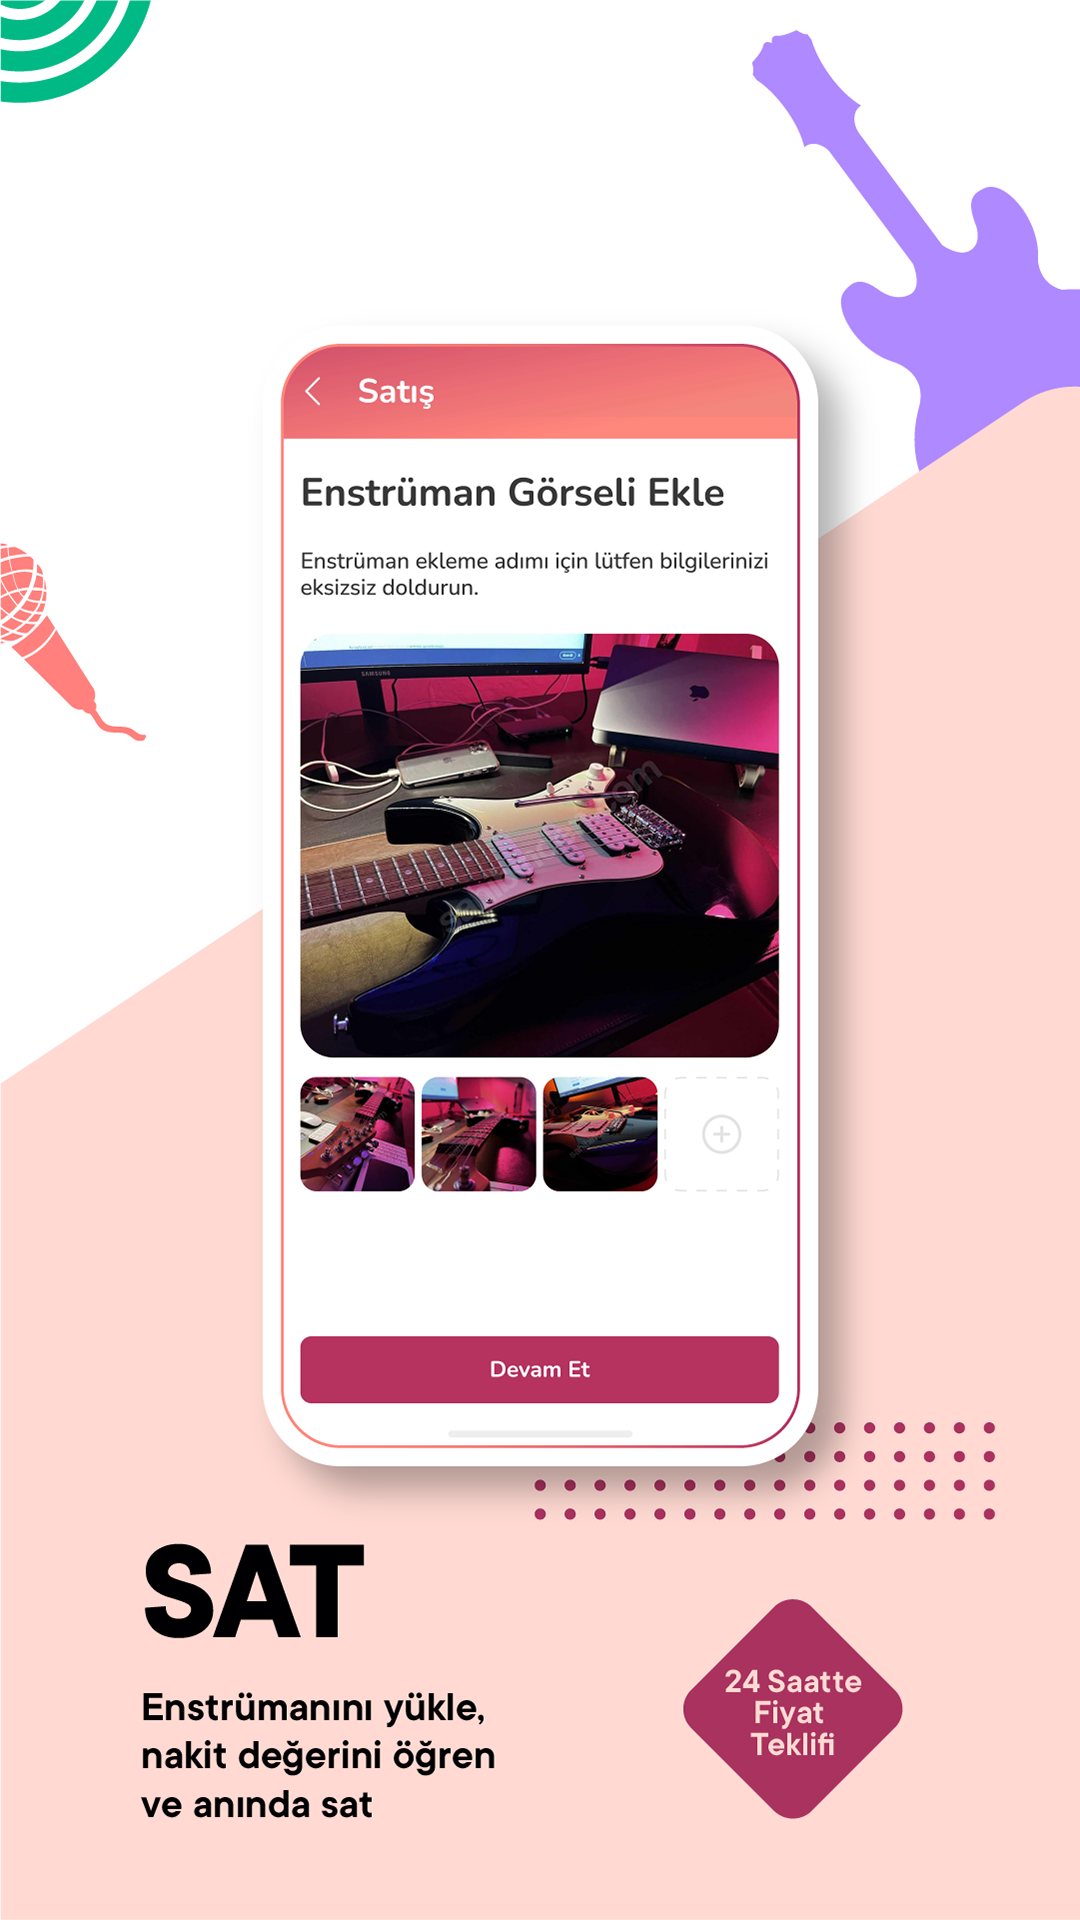 Satış
Enstrüman Görseli Ekle
Enstrüman ekleme adımı için lütfen bilgilerinizi
eksizsiz doldurun.
SAMSUNG
Devam Et
SAT
Enstrümanını yükle,
nakit değerini öğren
ve anında sat
24 Saatte
Fiyat
Teklifi